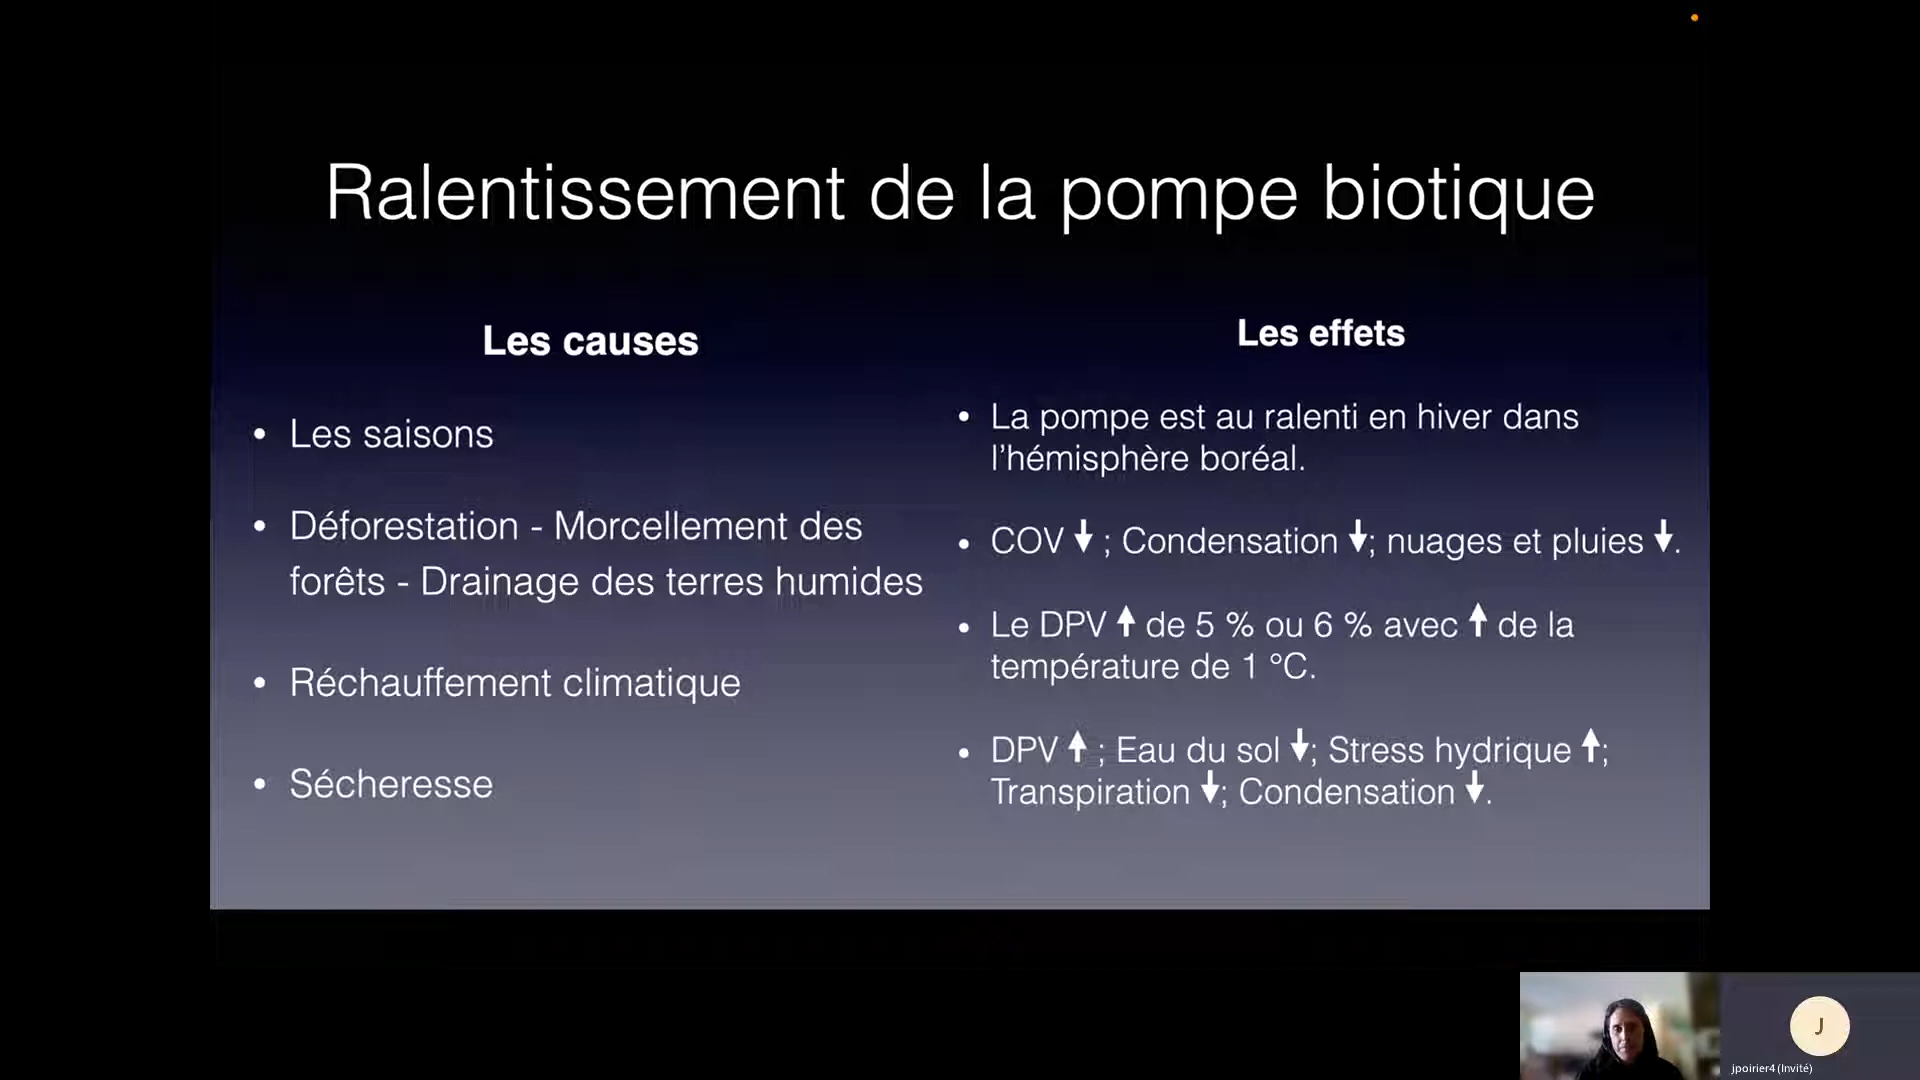 Ralentissement de la pompe biotique
Les causes
• Les saisons
• Déforestation - Morcellement des
forêts - Drainage des terres humides
• Réchauffement climatique
• Sécheresse
Les effets
• La pompe est au ralenti en hiver dans
l’hémisphère boréal.
• COV ⬇ ; Condensation ⬇; nuages et pluies ⬇.
• Le DPV ⬆ de 5 % ou 6 % avec ⬆ de la
température de 1 °C.
• DPV ⬆ ; Eau du sol ⬇; Stress hydrique ⬆;
Transpiration ⬇; Condensation ⬇.
J
jpoirier4 (Invité)